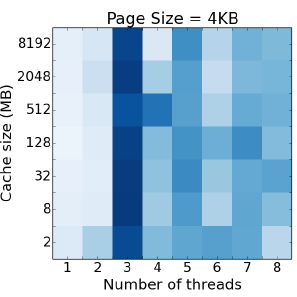 Page Size = 4KB
Cache size (MB)
8192
2048
512
128
32
8
2
1 2 3 4 5 6 7 8
Number of threads